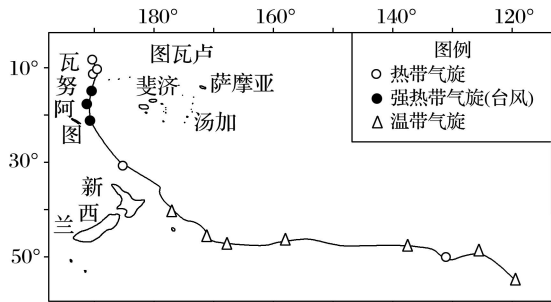 180° 160° 140° 120°
10°
30°
50°
瓦努阿图
图瓦卢
斐济
萨摩亚
汤加
新西兰
图例
热带气旋
强热带气旋(台风)
温带气旋